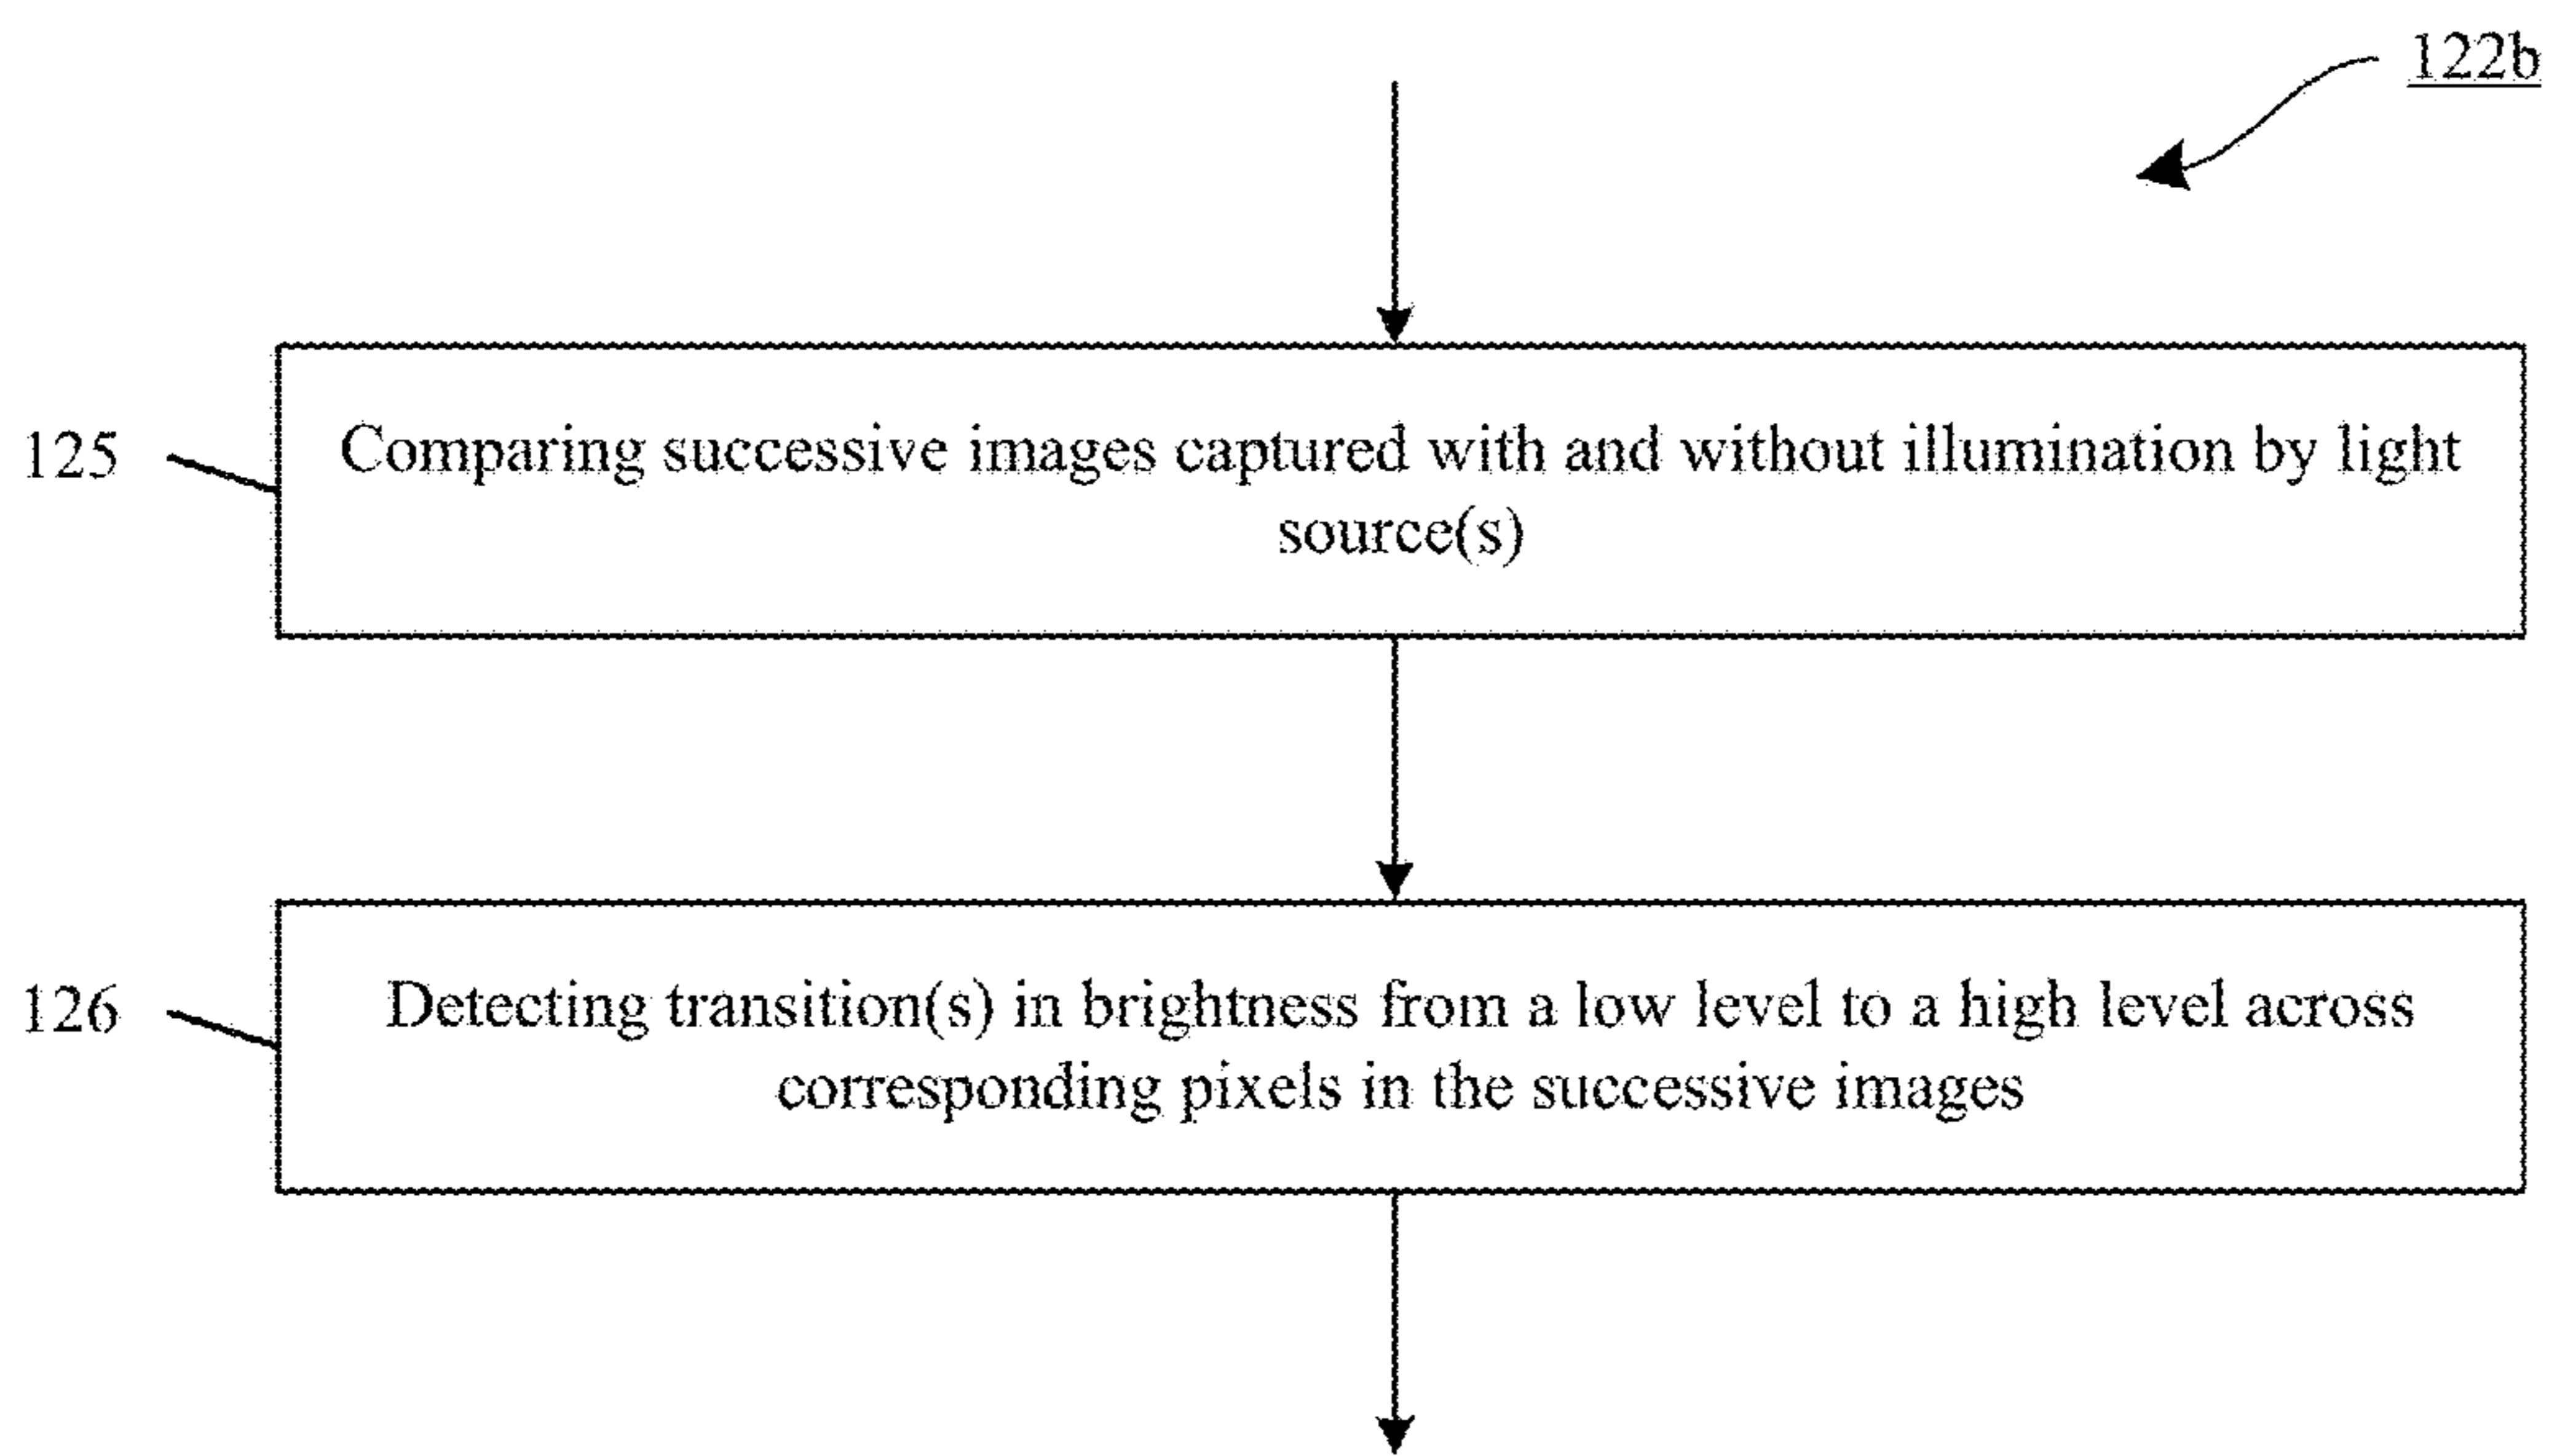 122b
125
Comparing successive images captured with and without illumination by light
source(s)
126
Detecting transition(s) in brightness from a low level to a high level across
corresponding pixels in the successive images